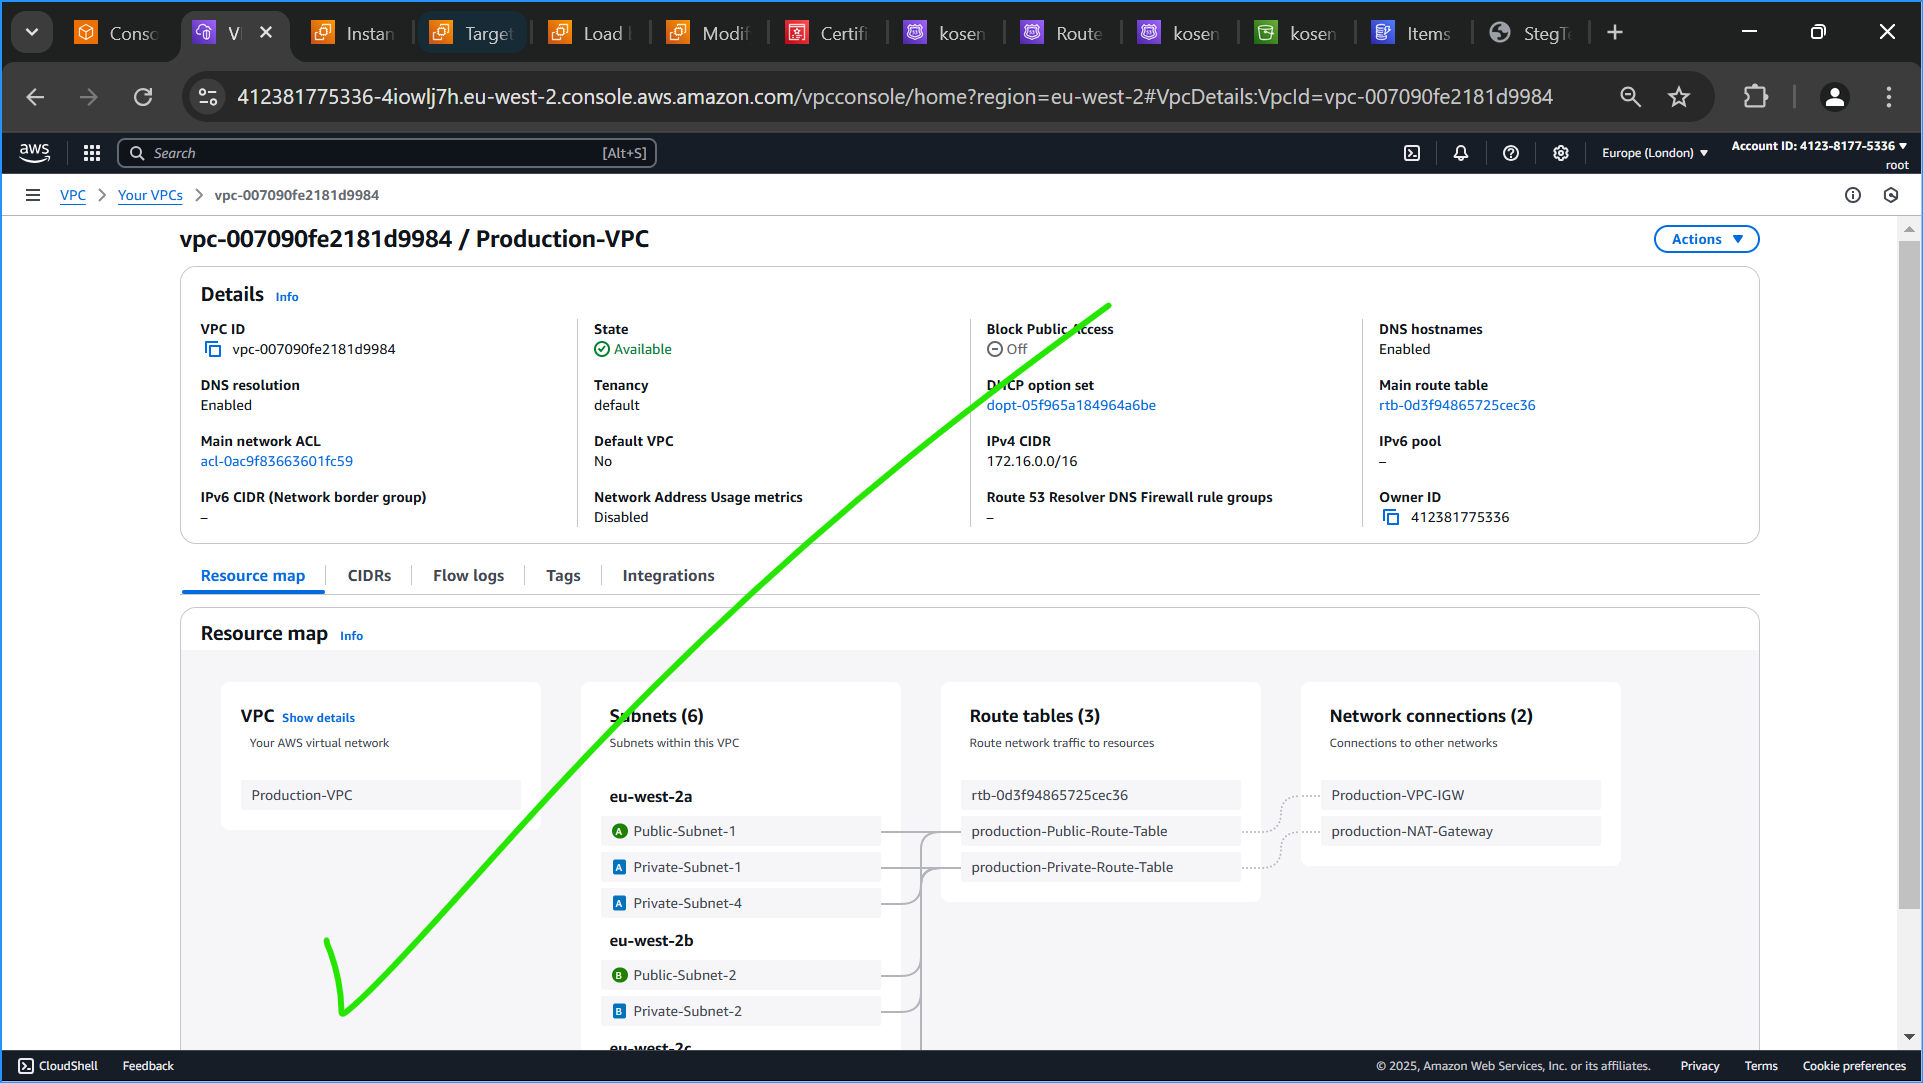 Conso
VI
Instan
Target
Load
Modif
Certifi
kosen
Route
kosen
kosen
Items
StegTo
412381775336-4iowlj7h.eu-west-2.console.aws.amazon.com/vpcconsole/home?region=eu-west-2#VpcDetails:VpcId=vpc-007090fe2181d9984
aws
Search
[Alt+S]
Europe (London)
Account ID: 4123-8177-5336
root
VPC
Your VPCs
vpc-007090fe2181d9984
vpc-007090fe2181d9984 / Production-VPC
Actions
Details Info
VPC ID
vpc-007090fe2181d9984
State
Available
Block Public Access
Off
DNS hostnames
Enabled
DNS resolution
Enabled
Tenancy
default
DHCP option set
dopt-05f965a184964a6be
Main route table
rtb-0d3f94865725cec36
Main network ACL
acl-0ac9f83663601fc59
Default VPC
No
IPv4 CIDR
172.16.0.0/16
IPv6 pool
–
IPv6 CIDR (Network border group)
–
Network Address Usage metrics
Disabled
Route 53 Resolver DNS Firewall rule groups
–
Owner ID
412381775336
Resource map
CIDRs
Flow logs
Tags
Integrations
Resource map Info
VPC Show details
Your AWS virtual network
Production-VPC
Subnets (6)
Subnets within this VPC
eu-west-2a
A Public-Subnet-1
A Private-Subnet-1
A Private-Subnet-4
eu-west-2b
B Public-Subnet-2
B Private-Subnet-2
eu-west-2c
Route tables (3)
Route network traffic to resources
rtb-0d3f94865725cec36
production-Public-Route-Table
production-Private-Route-Table
Network connections (2)
Connections to other networks
Production-VPC-IGW
production-NAT-Gateway
CloudShell
Feedback
© 2025, Amazon Web Services, Inc. or its affiliates.
Privacy
Terms
Cookie preferences